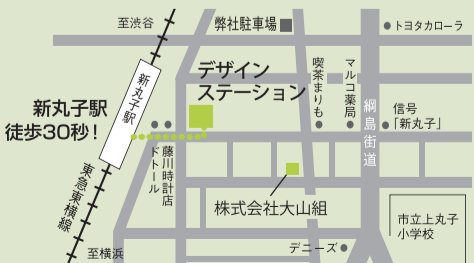 至渋谷
弊社駐車場
トヨタカローラ
デザイン
ステーション
喫茶まりも
マルコ薬局
綱島街道
信号
「新丸子」
新丸子駅
新丸子駅
徒歩30秒!
藤川時計店
ドトール
東急東横線
株式会社大山組
市立上丸子
小学校
デニーズ
至横浜